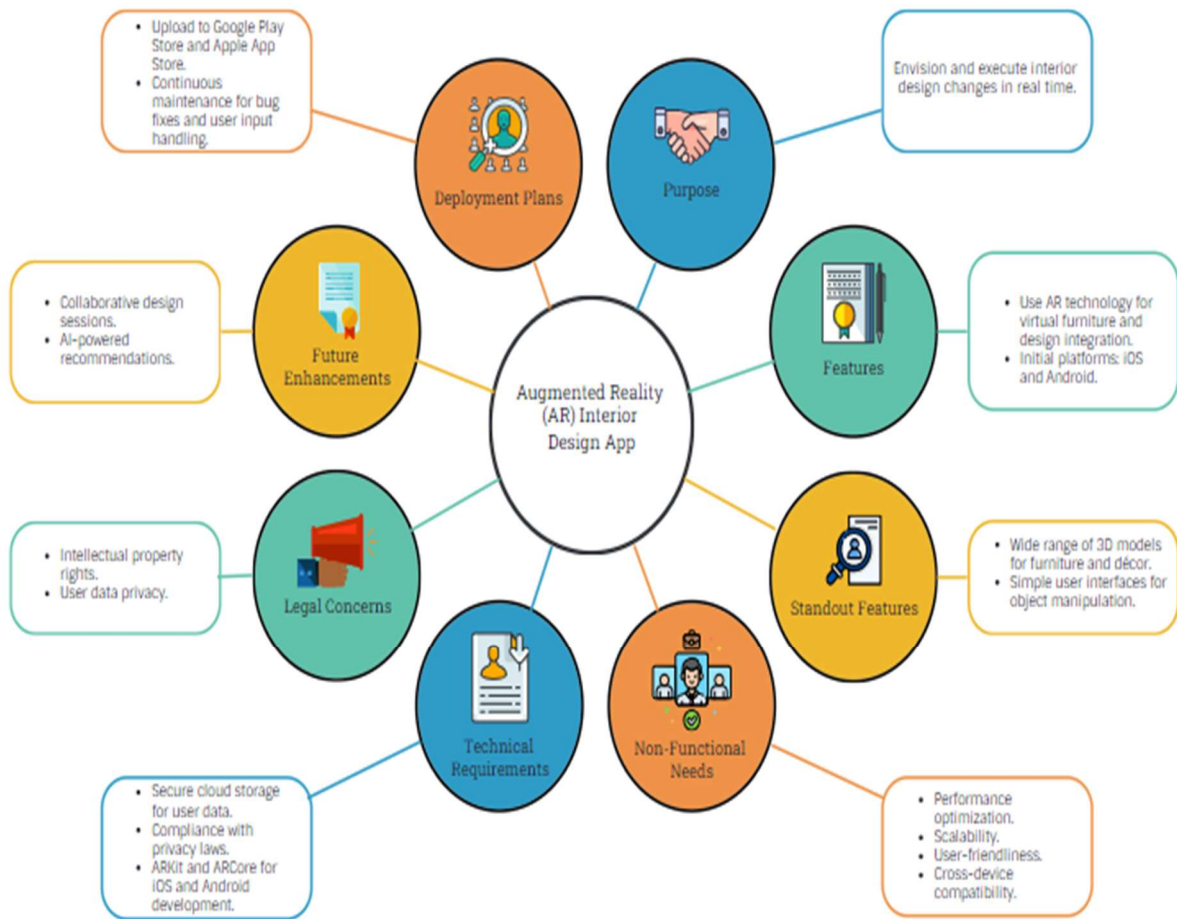 • Upload to Google Play
Store and Apple App
Store.
• Continuous
maintenance for bug
fixes and user input
handling.
Deployment Plans
Purpose
Envision and execute interior
design changes in real time.
• Collaborative design
sessions.
• AI-powered
recommendations.
Future
Enhancements
Augmented Reality
(AR) Interior
Design App
Features
• Use AR technology for
virtual furniture and
design integration.
• Initial platforms: iOS
and Android.
• Intellectual property
rights.
• User data privacy.
Legal Concerns
Standout Features
• Wide range of 3D models
for furniture and décor.
• Simple user interfaces for
object manipulation.
Technical
Requirements
Non-Functional
Needs
• Secure cloud storage
for user data.
• Compliance with
privacy laws.
• ARKit and ARCore for
iOS and Android
development.
• Performance
optimization.
• Scalability.
• User-friendliness.
• Cross-device
compatibility.